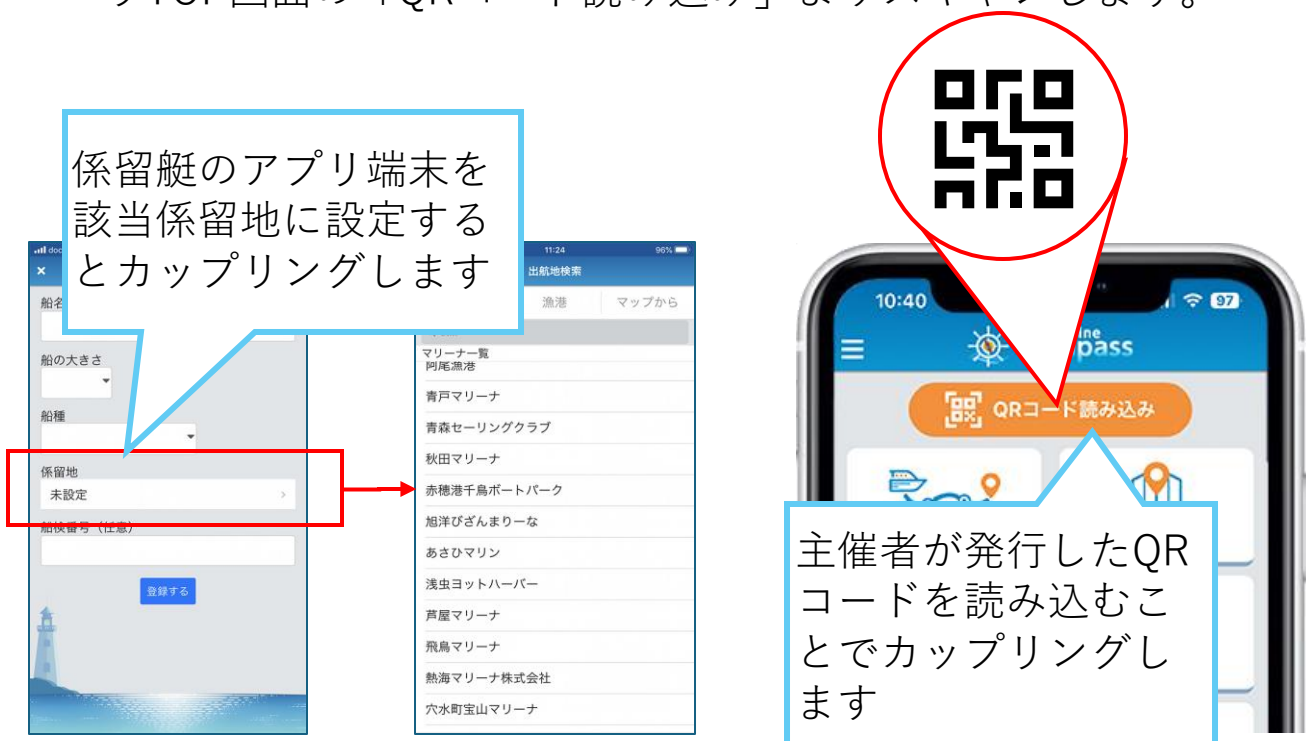 係留艇のアプリ端末を
該当係留地に設定する
とカップリングします
船の大きさ
船種
係留地
未設定
登録する
11:24
96%
出航地検索
漁港
マップから
マリーナ一覧
阿尾漁港
青戸マリーナ
青森セーリングクラブ
秋田マリーナ
赤穂港千鳥ボートパーク
旭洋びざんまりーな
あさひマリン
浅虫ヨットハーバー
芦屋マリーナ
飛鳥マリーナ
熱海マリーナ株式会社
穴水町宝山マリーナ
10:40
97
pass
QRコード読み込み
主催者が発行したQR
コードを読み込むこ
とでカップリングし
ます